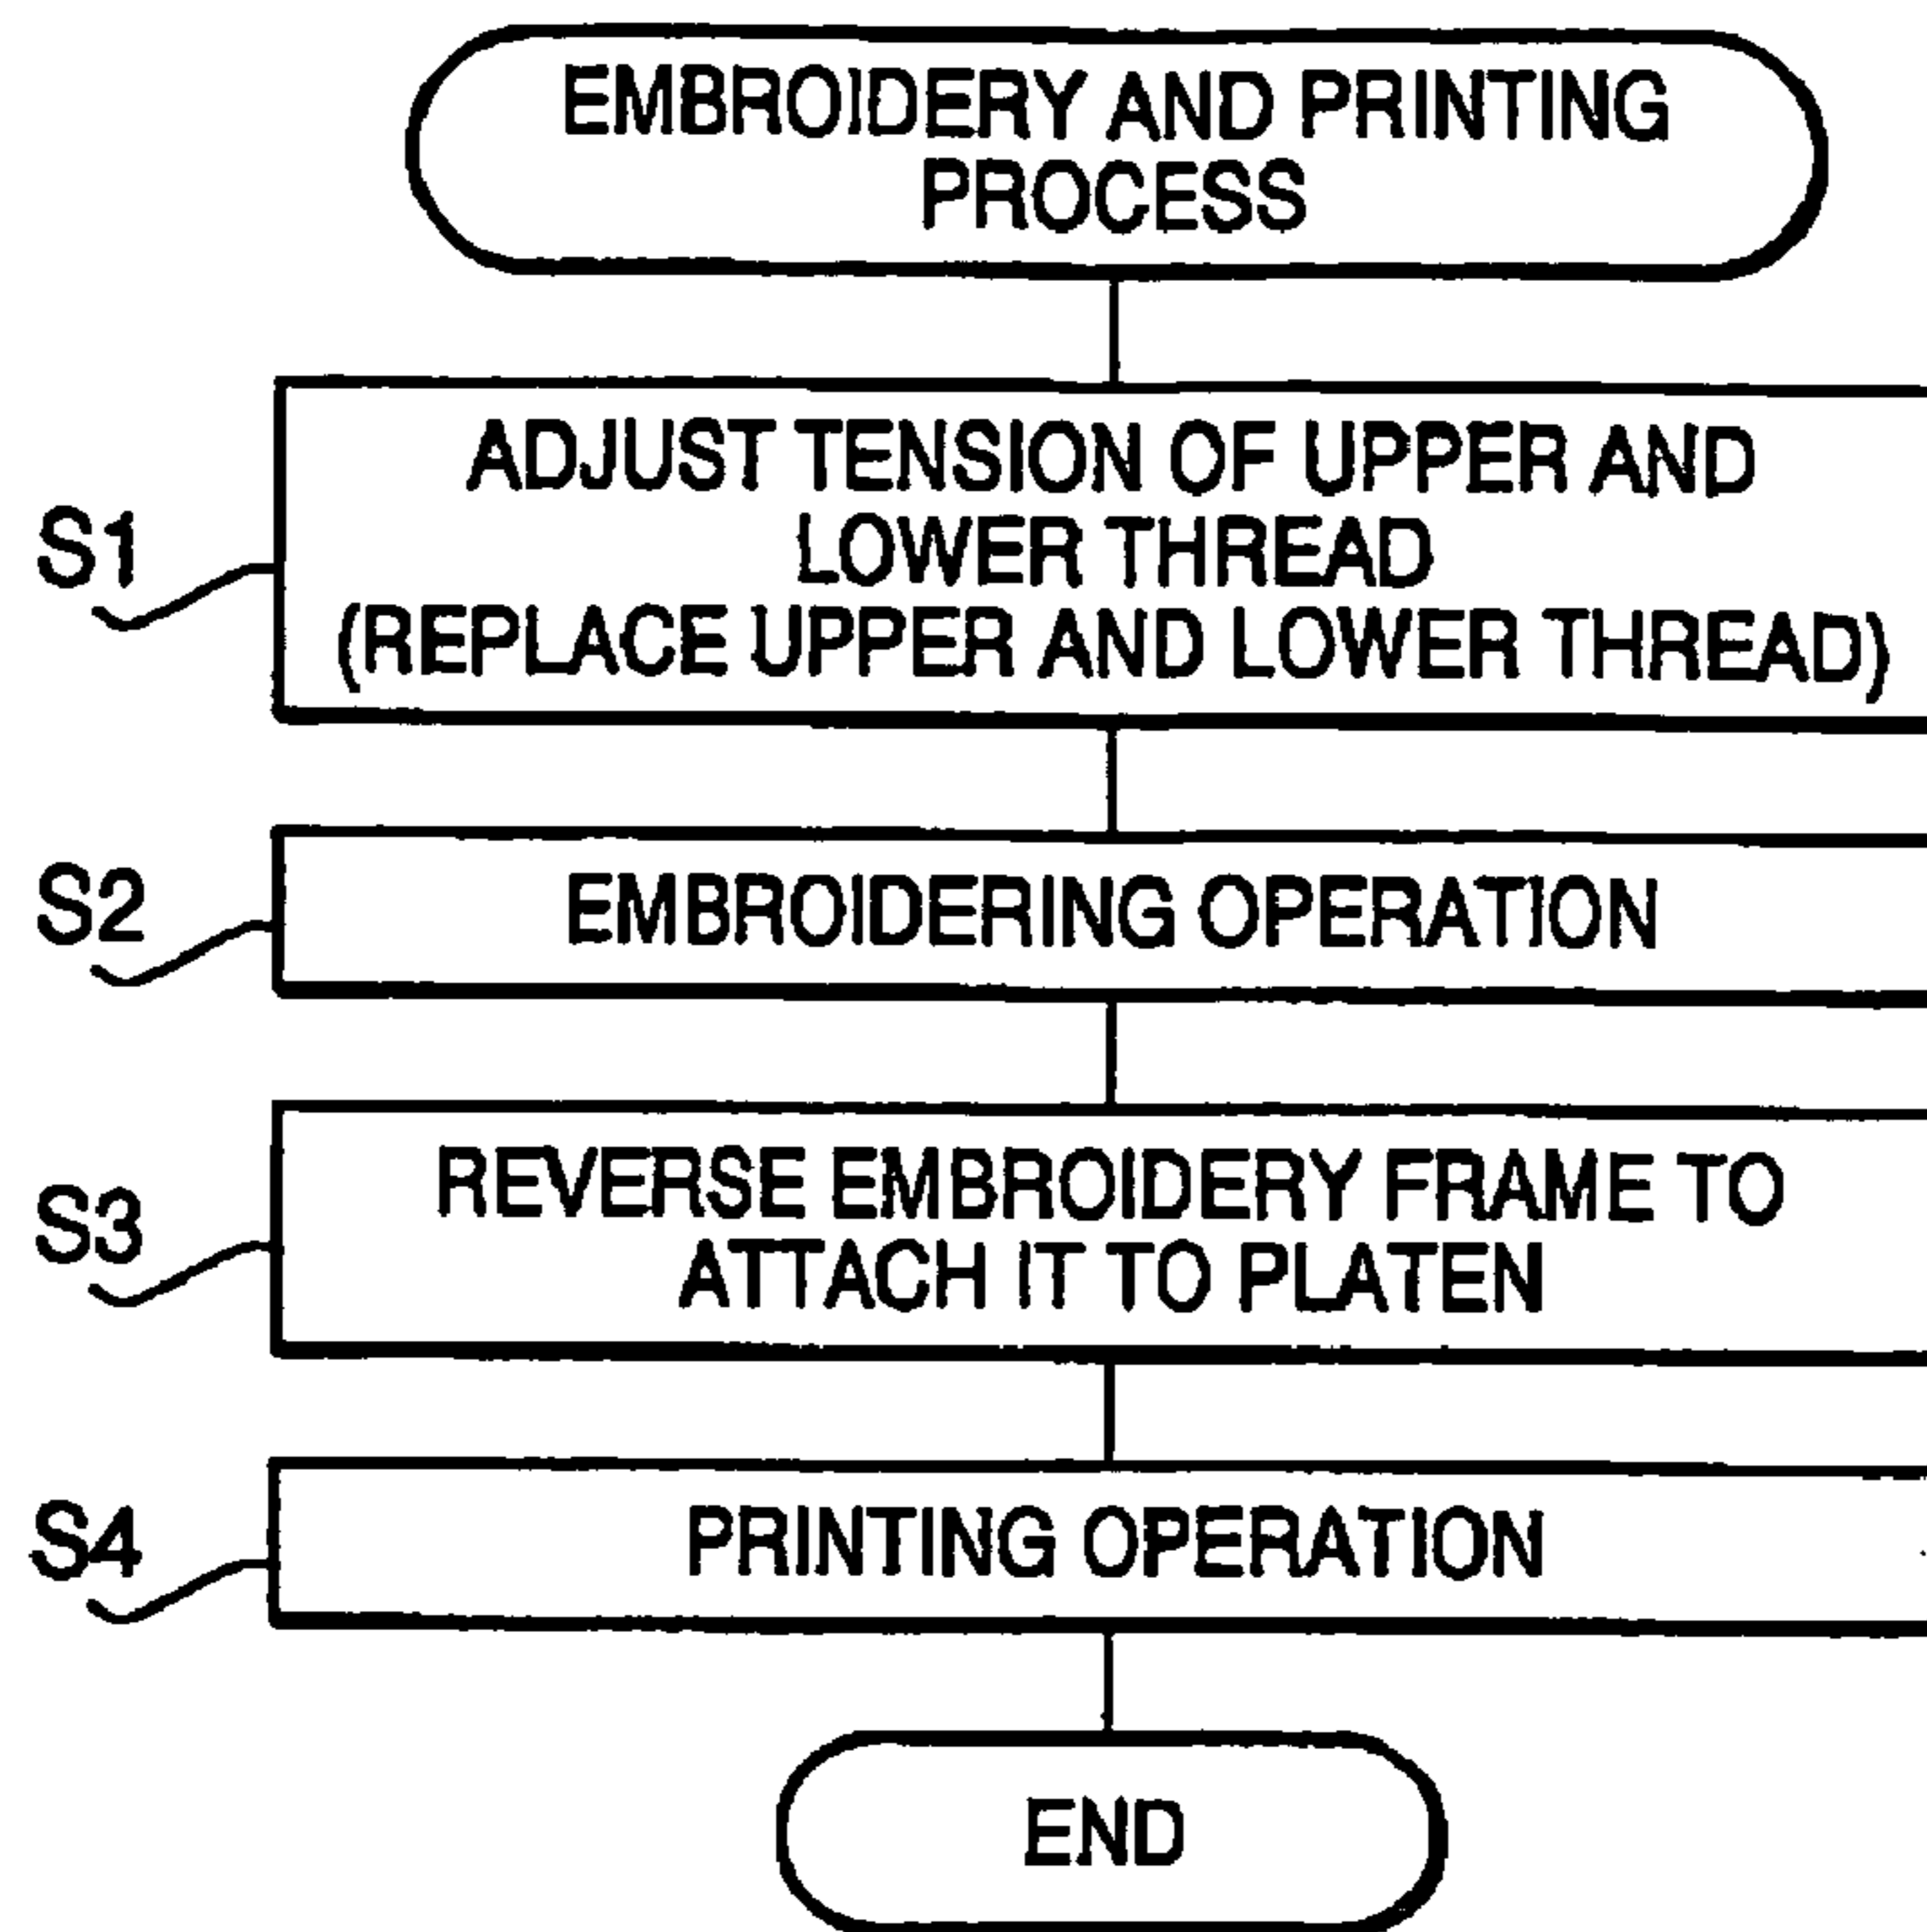 EMBROIDERY AND PRINTING
PROCESS
S1
ADJUST TENSION OF UPPER AND
LOWER THREAD
(REPLACE UPPER AND LOWER THREAD)
S2
EMBROIDERING OPERATION
S3
REVERSE EMBROIDERY FRAME TO
ATTACH IT TO PLATEN
S4
PRINTING OPERATION
END